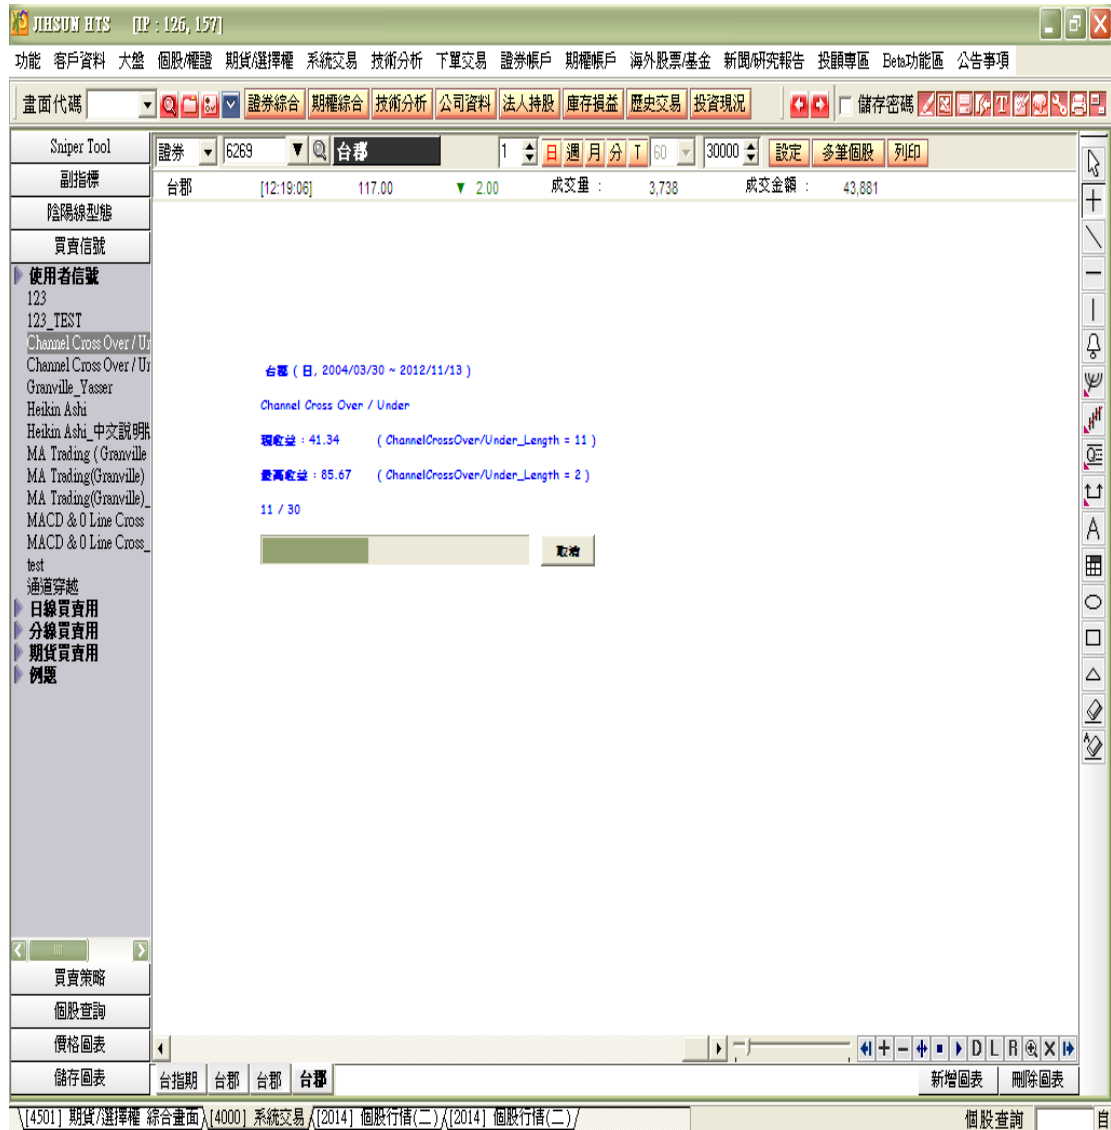 JIHSUN HTS [IP : 126, 157]
功能 客戶資料 大盤 個股/權證 期貨/選擇權 系統交易 技術分析 下單交易 證券帳戶 期權帳戶 海外股票/基金 新聞/研究報告 投顧專區 Beta功能區 公告事項
畫面代碼 證券綜合 期權綜合 技術分析 公司資料 法人持股 庫存損益 歷史交易 投資現況 儲存密碼
Sniper Tool
副指標
陰陽線型態
買賣信號
證券 6269 台郡 1 日 週 月 分 T 60 30000 設定 多筆個股 列印
台郡 [12:19:06] 117.00 ▼ 2.00 成交量 : 3,738 成交金額 : 43,881
使用者信號
123
123_TEST
Channel Cross Over / Ur
Channel Cross Over / Ur
Granville_Yasser
Heikin Ashi
Heikin Ashi_中文說明
MA Trading ( Granville
MA Trading(Granville)
MA Trading(Granville)_
MACD & 0 Line Cross
MACD & 0 Line Cross_
test
通道穿越
日線買賣用
分線買賣用
期貨買賣用
例題
台郡 ( 日, 2004/03/30 ~ 2012/11/13 )
Channel Cross Over / Under
現收益 : 41.34 ( ChannelCrossOver/Under_Length = 11 )
最高收益 : 85.67 ( ChannelCrossOver/Under_Length = 2 )
11 / 30
取消
買賣策略
個股查詢
價格圖表
儲存圖表
D L R X
台指期 台郡 台郡 台郡 新增圖表 刪除圖表
[4501] 期貨/選擇權 綜合畫面 [4000] 系統交易 [2014] 個股行情(二) [2014] 個股行情(二) 個股查詢 自